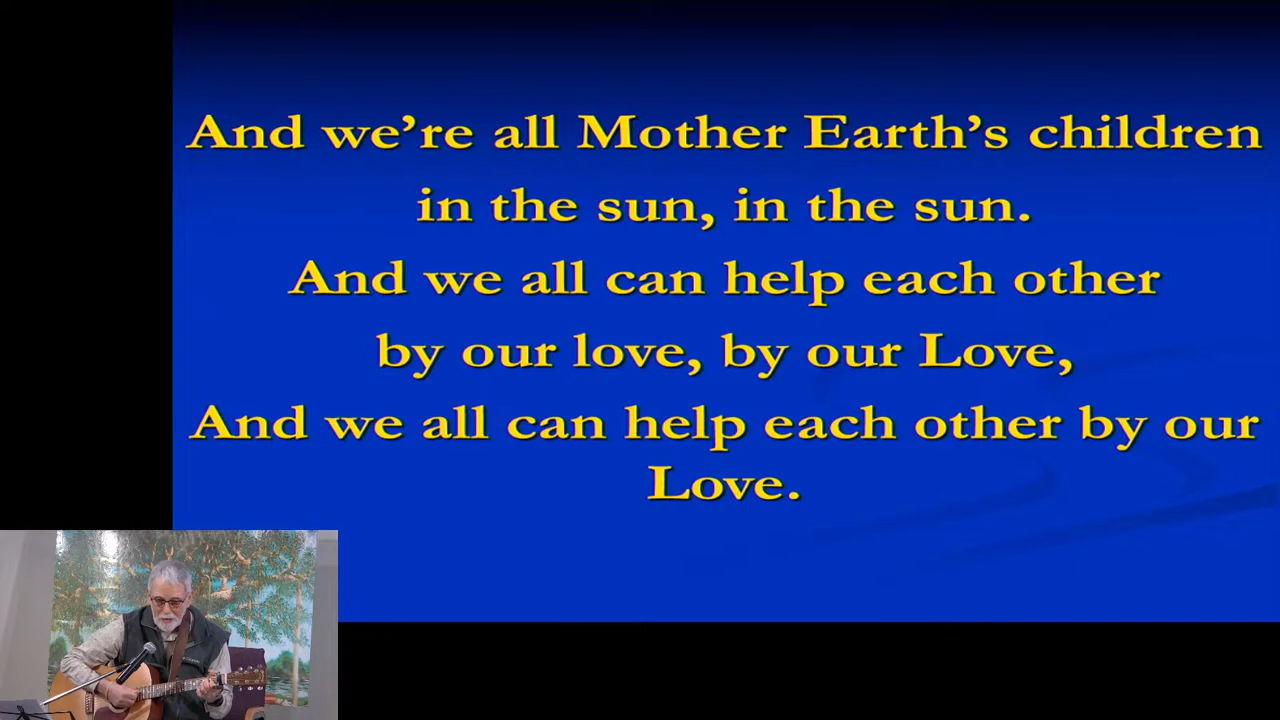 And we’re all Mother Earth’s children
in the sun, in the sun.
And we all can help each other
by our love, by our Love,
And we all can help each other by our
Love.